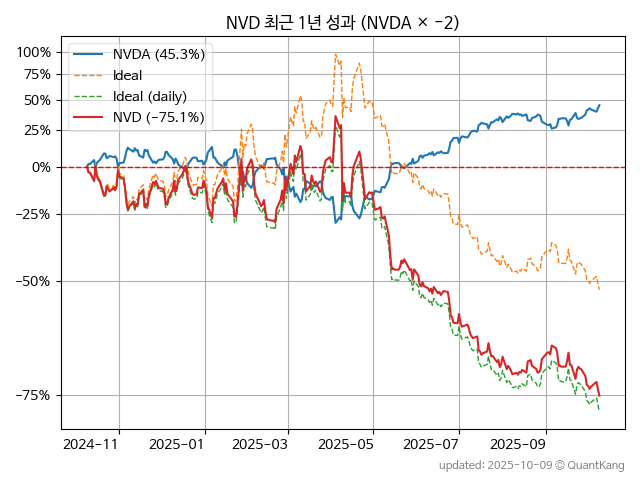 NVD 최근 1년 성과 (NVDA × −2)
NVDA (45.3%)
Ideal
Ideal (daily)
NVD (−75.1%)
100%
75%
50%
25%
0%
−25%
−50%
−75%
2024-11
2025-01
2025-03
2025-05
2025-07
2025-09
updated: 2025-10-09 © QuantKang